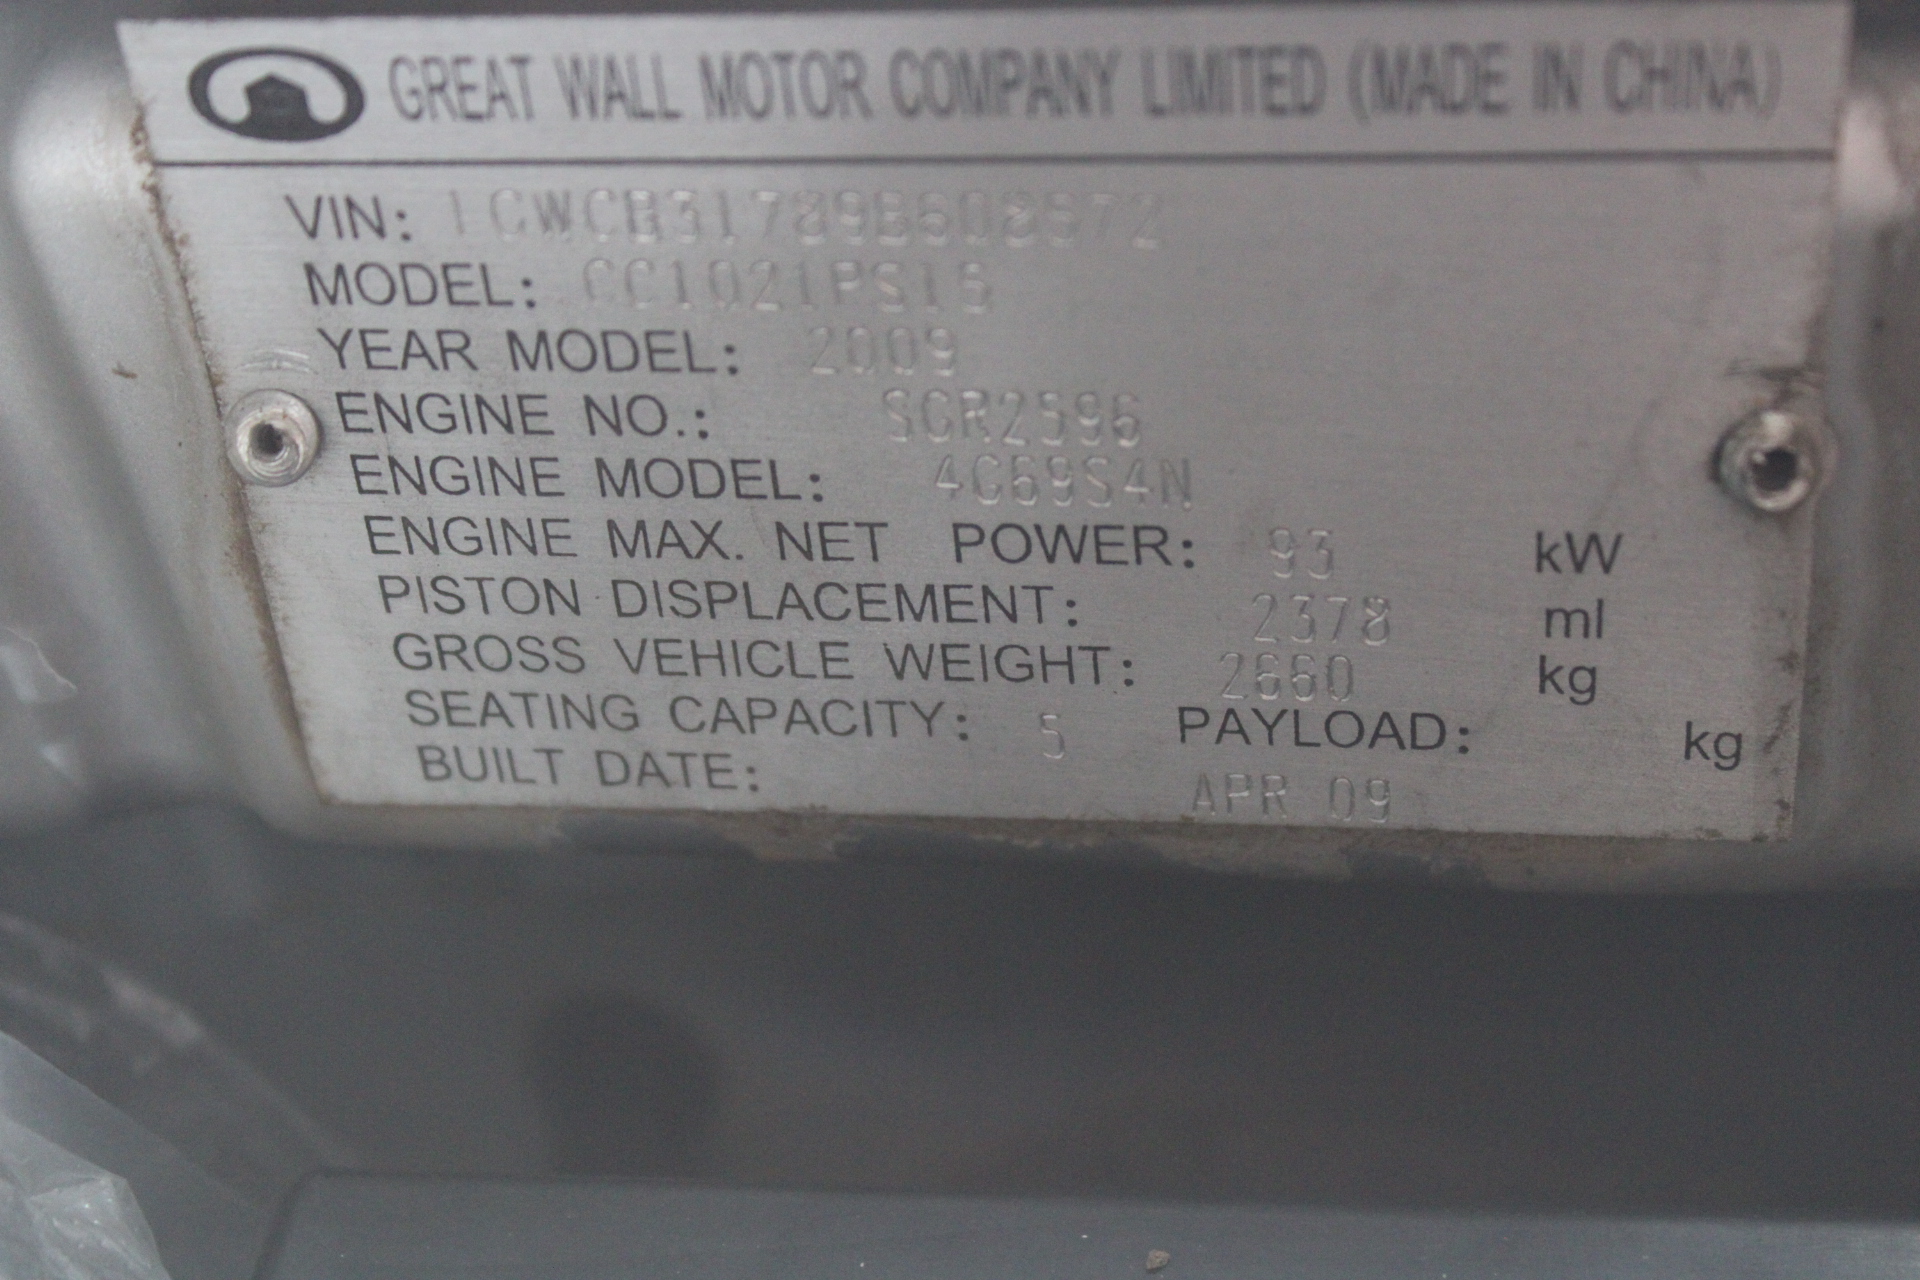 GREAT WALL MOTOR COMPANY LIMITED (MADE IN CHINA)
VIN:
MODEL: CC1021PS15
YEAR MODEL: 2009
ENGINE NO.: SGR2596
ENGINE MODEL: 4G69S4N
ENGINE MAX. NET POWER: 93 kW
PISTON DISPLACEMENT: 2378 ml
GROSS VEHICLE WEIGHT: 2660 kg
SEATING CAPACITY: 5 PAYLOAD: kg
BUILT DATE: APR 09